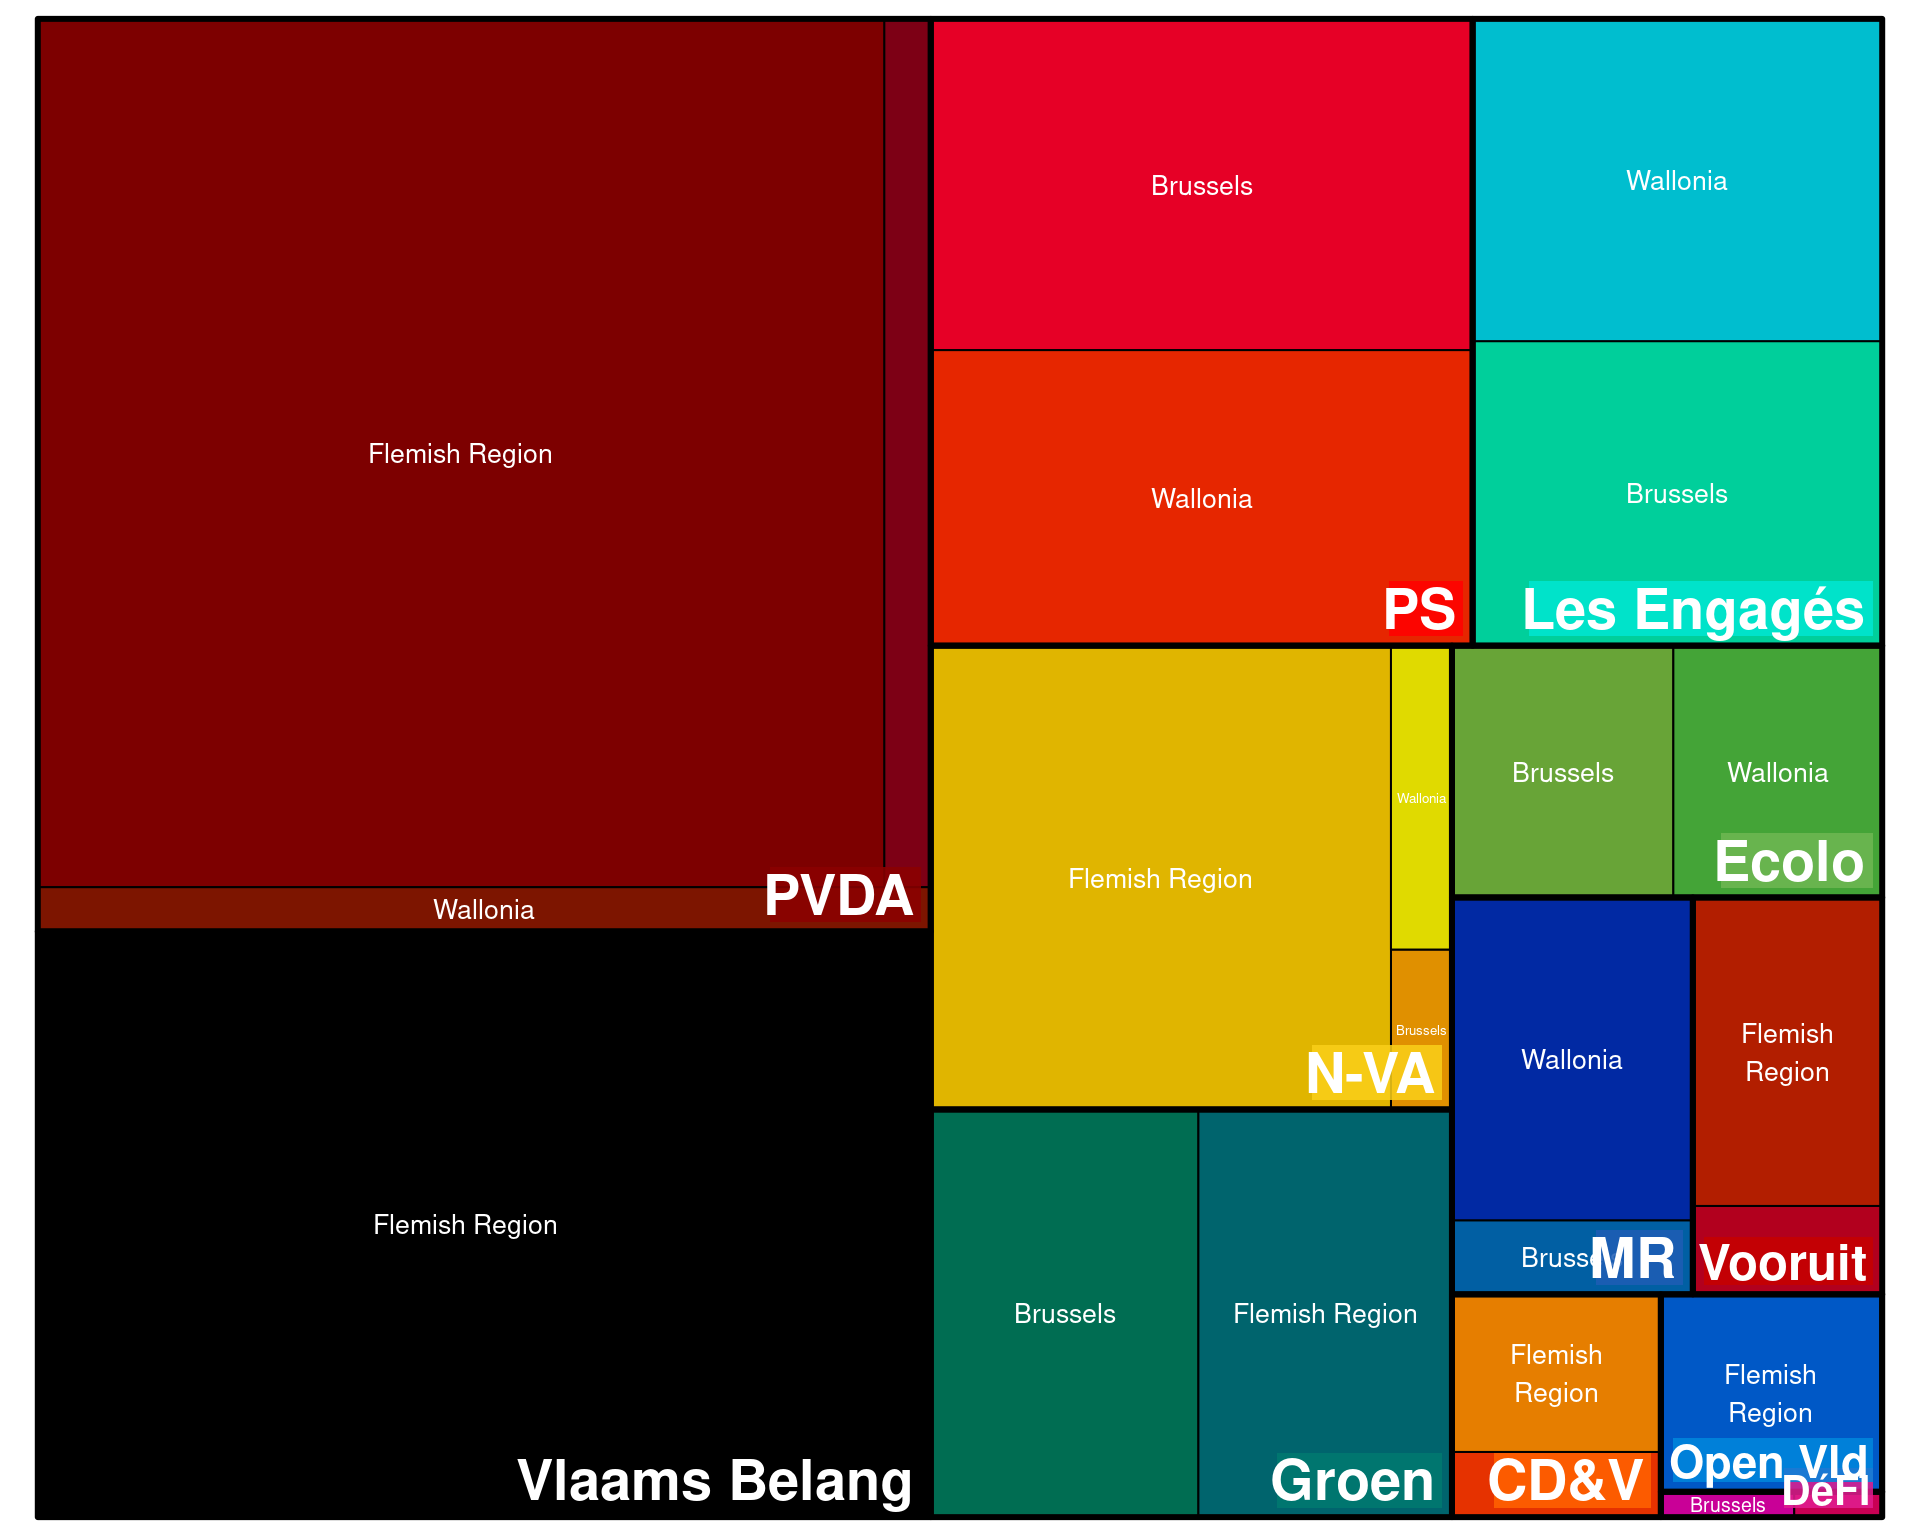 Flemish Region
Wallonia
PVDA
Flemish Region
Vlaams Belang
Brussels
Wallonia
PS
Wallonia
Brussels
Les Engagés
Flemish Region
Wallonia
Brussels
N-VA
Brussels
Wallonia
Ecolo
Brussels
Flemish Region
Groen
Wallonia
Brusse
MR
Flemish
Region
Vooruit
Flemish
Region
CD&V
Flemish
Region
Open Vld
Brussels
DéFI